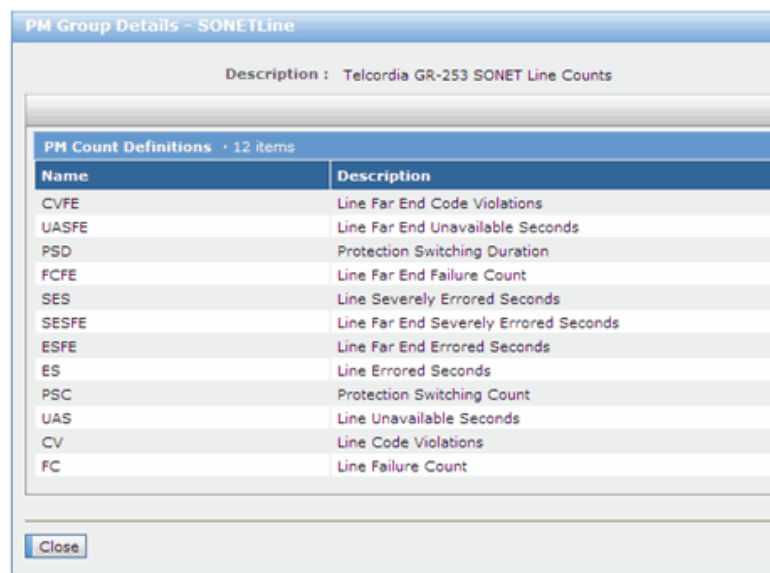 PM Group Details - SONETLine
Description : Telcordia GR-253 SONET Line Counts
PM Count Definitions · 12 items
Name Description
CVFE Line Far End Code Violations
UASFE Line Far End Unavailable Seconds
PSD Protection Switching Duration
FCFE Line Far End Failure Count
SES Line Severely Errored Seconds
SESFE Line Far End Severely Errored Seconds
ESFE Line Far End Errored Seconds
ES Line Errored Seconds
PSC Protection Switching Count
UAS Line Unavailable Seconds
CV Line Code Violations
FC Line Failure Count
Close